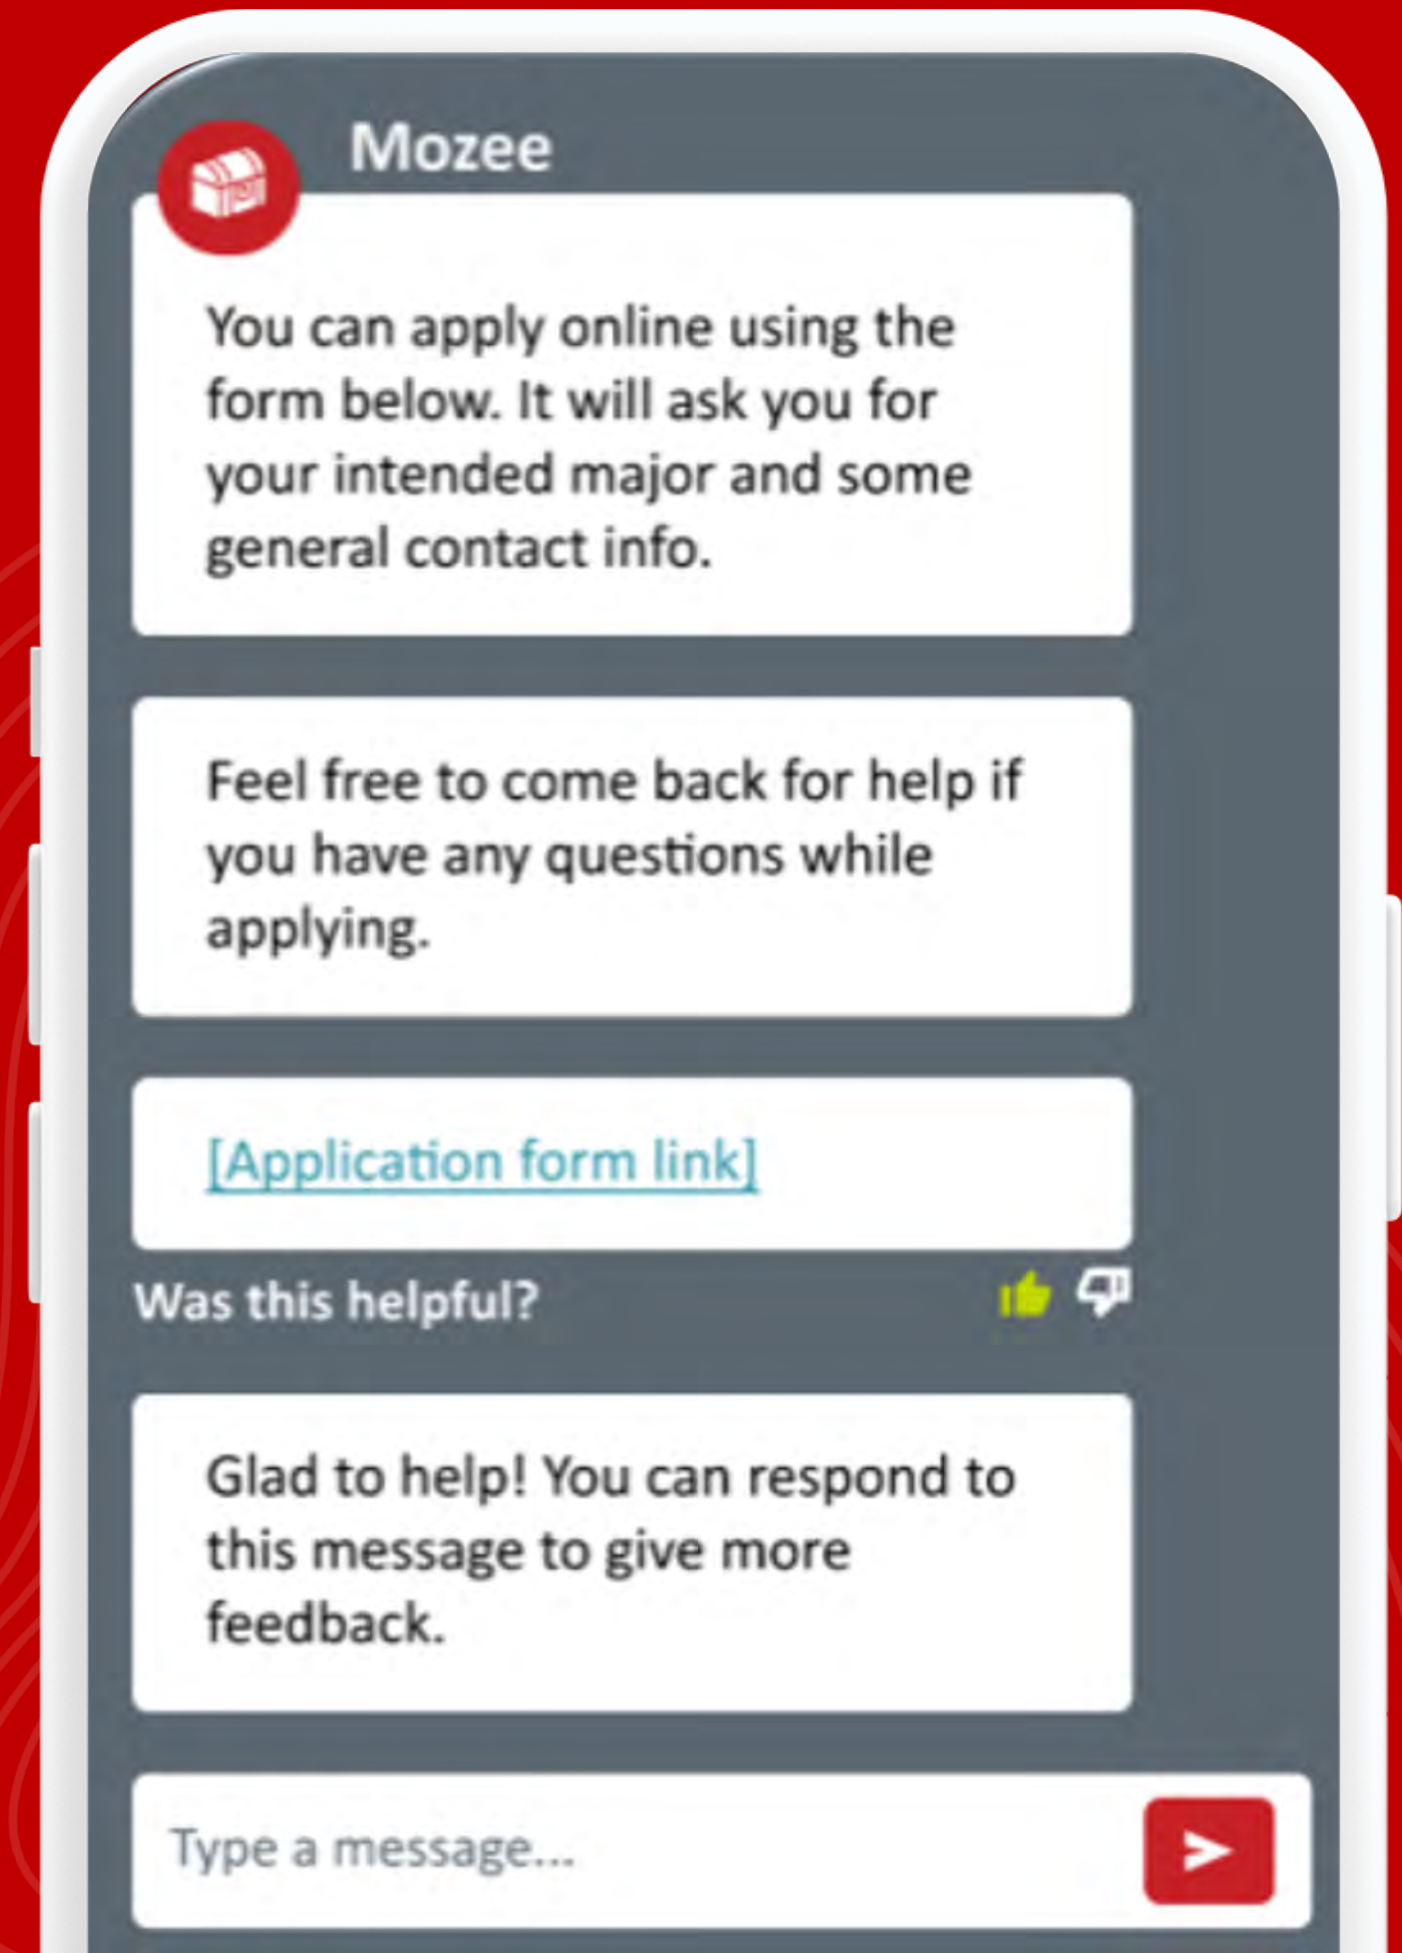 Mozee
You can apply online using the
form below. It will ask you for
your intended major and some
general contact info.
Feel free to come back for help if
you have any questions while
applying.
[Application form link]
Was this helpful?
Glad to help! You can respond to
this message to give more
feedback.
Type a message...